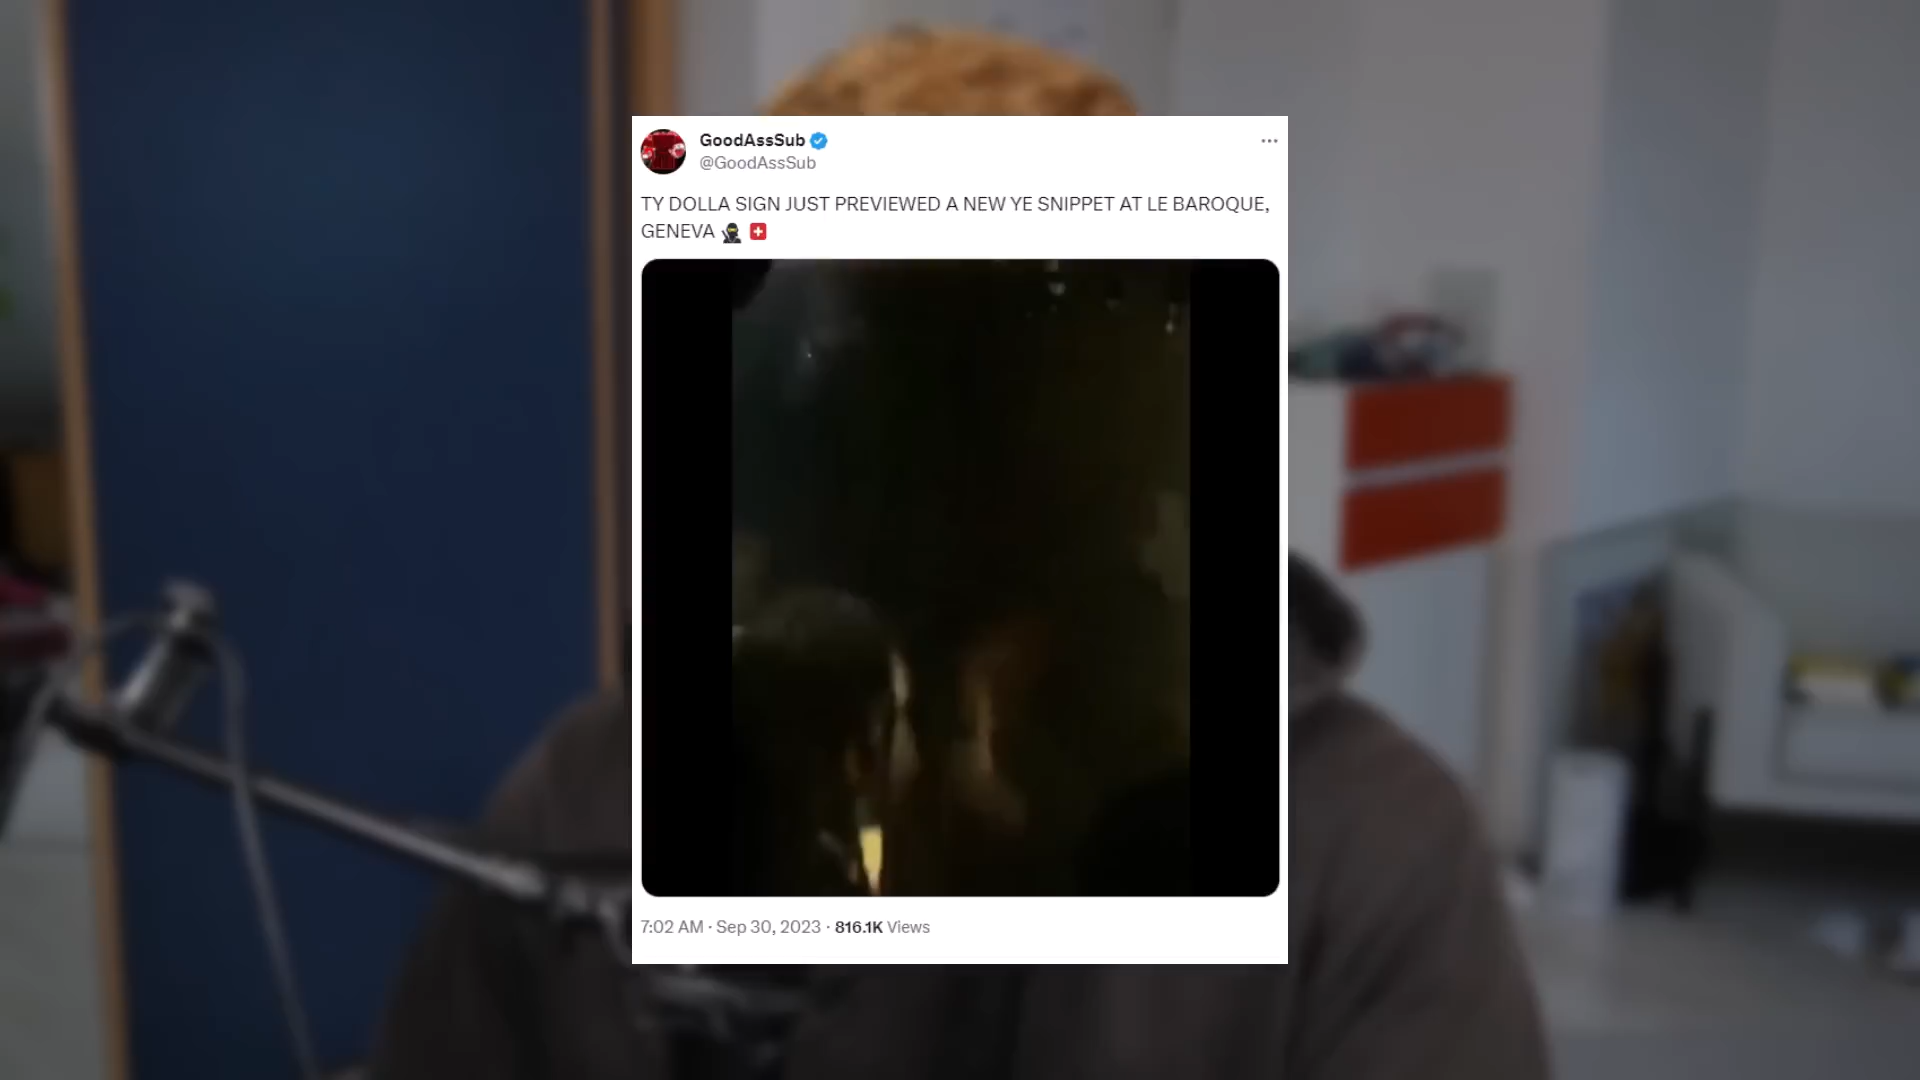 GoodAssSub
@GoodAssSub
TY DOLLA SIGN JUST PREVIEWED A NEW YE SNIPPET AT LE BAROQUE,
GENEVA 🥷 🇨🇭
7:02 AM · Sep 30, 2023 · 816.1K Views